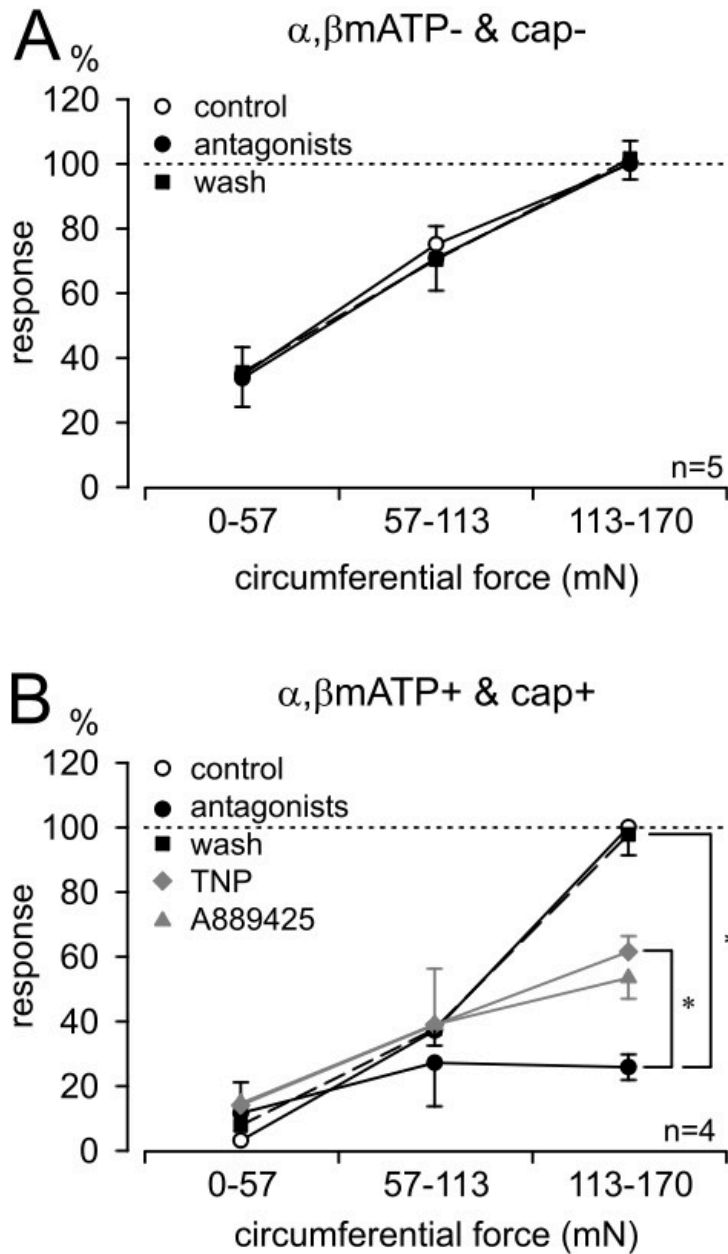 A
α,βmATP- & cap-
%
120
100
80
60
40
20
0
response
control
antagonists
wash
n=5
0-57 57-113 113-170
circumferential force (mN)
B
α,βmATP+ & cap+
%
120
100
80
60
40
20
0
response
control
antagonists
wash
TNP
A889425
*
*
n=4
0-57 57-113 113-170
circumferential force (mN)